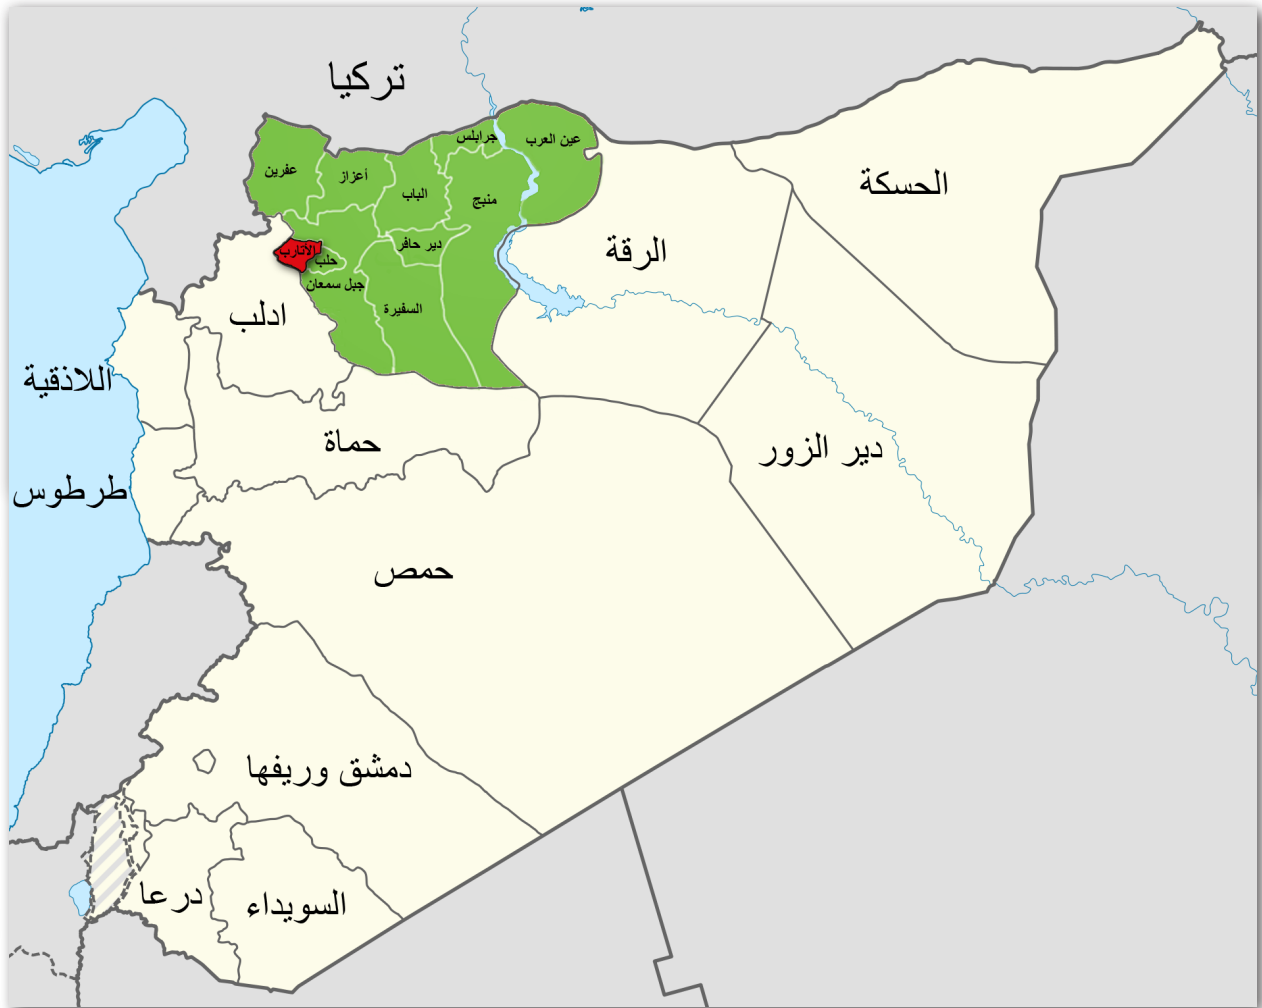 تركيا
جرابلس
عين العرب
عفرين
أعزاز
الباب
منبج
الحسكة
الأتارب
حلب
دير حافر
الرقة
جبل سمعان
السفيرة
ادلب
اللاذقية
حماة
دير الزور
طرطوس
حمص
دمشق وريفها
درعا
السويداء